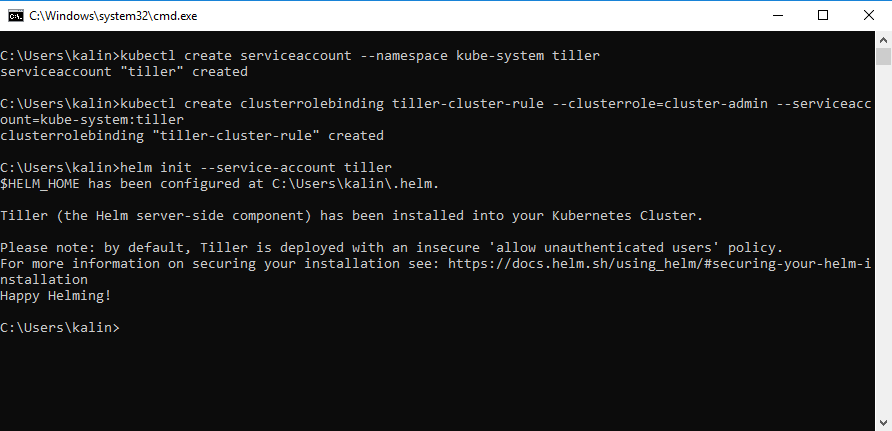 C:\Windows\system32\cmd.exe
C:\Users\kalin>kubectl create serviceaccount --namespace kube-system tiller
serviceaccount "tiller" created
C:\Users\kalin>kubectl create clusterrolebinding tiller-cluster-rule --clusterrole=cluster-admin --serviceacc
ount=kube-system:tiller
clusterrolebinding "tiller-cluster-rule" created
C:\Users\kalin>helm init --service-account tiller
$HELM_HOME has been configured at C:\Users\kalin\.helm.
Tiller (the Helm server-side component) has been installed into your Kubernetes Cluster.
Please note: by default, Tiller is deployed with an insecure 'allow unauthenticated users' policy.
For more information on securing your installation see: https://docs.helm.sh/using_helm/#securing-your-helm-i
nstallation
Happy Helming!
C:\Users\kalin>